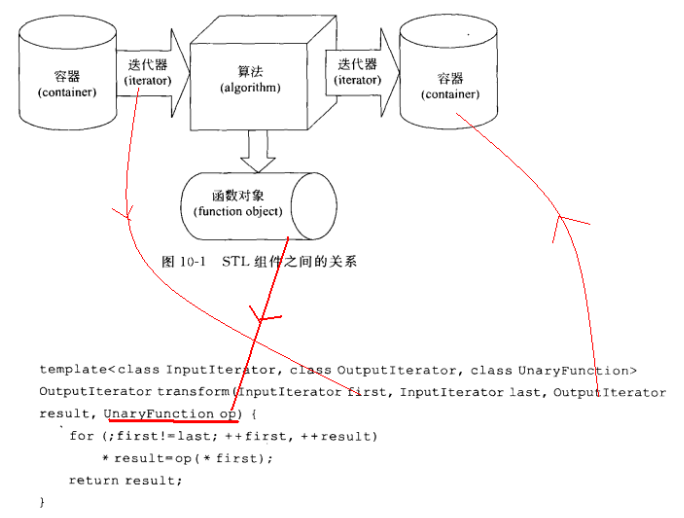 容器
(container)
迭代器
(iterator)
算法
(algorithm)
迭代器
(iterator)
容器
(container)
函数对象
(function object)
图 10-1 STL 组件之间的关系
template<class InputIterator, class OutputIterator, class UnaryFunction>
OutputIterator transform(InputIterator first, InputIterator last, OutputIterator
result, UnaryFunction op) {
for (;first!=last; ++first, ++result)
* result=op(* first);
return result;
}